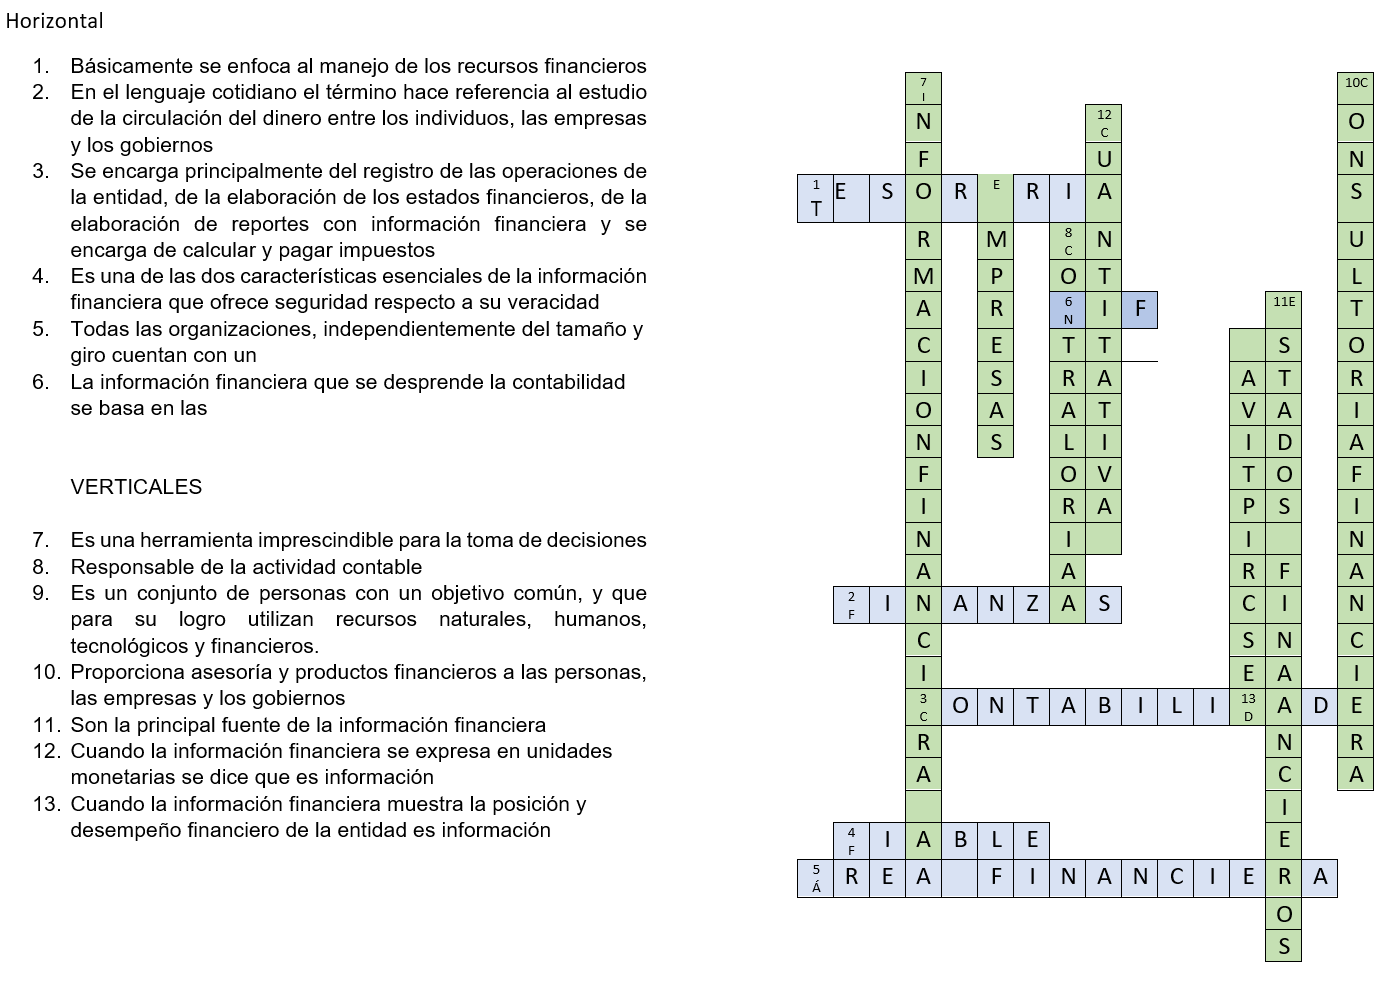 Horizontal
1. Básicamente se enfoca al manejo de los recursos financieros
2. En el lenguaje cotidiano el término hace referencia al estudio
de la circulación del dinero entre los individuos, las empresas
y los gobiernos
3. Se encarga principalmente del registro de las operaciones de
la entidad, de la elaboración de los estados financieros, de la
elaboración de reportes con información financiera y se
encarga de calcular y pagar impuestos
4. Es una de las dos características esenciales de la información
financiera que ofrece seguridad respecto a su veracidad
5. Todas las organizaciones, independientemente del tamaño y
giro cuentan con un
6. La información financiera que se desprende la contabilidad
se basa en las
VERTICALES
7. Es una herramienta imprescindible para la toma de decisiones
8. Responsable de la actividad contable
9. Es un conjunto de personas con un objetivo común, y que
para su logro utilizan recursos naturales, humanos,
tecnológicos y financieros.
10. Proporciona asesoría y productos financieros a las personas,
las empresas y los gobiernos
11. Son la principal fuente de la información financiera
12. Cuando la información financiera se expresa en unidades
monetarias se dice que es información
13. Cuando la información financiera muestra la posición y
desempeño financiero de la entidad es información
7 I 10C
N 12 C O
F U N
1 T E S O R E R I A S
R M 8 C N U
M P O T L
A R 6 N I F 11E T
C E T T S O
I S R A A T R
O A A T V A I
N S L I I D A
F O V T O F
I R A P S I
N I I N
A A R F A
2 F I N A N Z A S C I N
C S N C
I E A I
3 C O N T A B I L I 13 D A D E
R N R
A C A
I
4 F I A B L E E
5 Á R E A F I N A N C I E R A
O
S